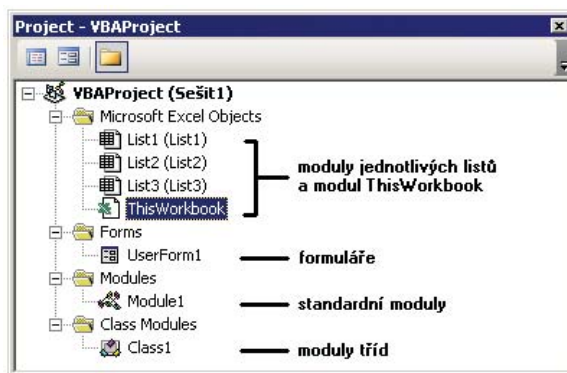 Project - VBAProject
VBAProject (Sešit1)
Microsoft Excel Objects
List1 (List1)
List2 (List2)
List3 (List3)
ThisWorkbook
moduly jednotlivých listů
a modul ThisWorkbook
Forms
UserForm1
formuláře
Modules
Module1
standardní moduly
Class Modules
Class1
moduly tříd